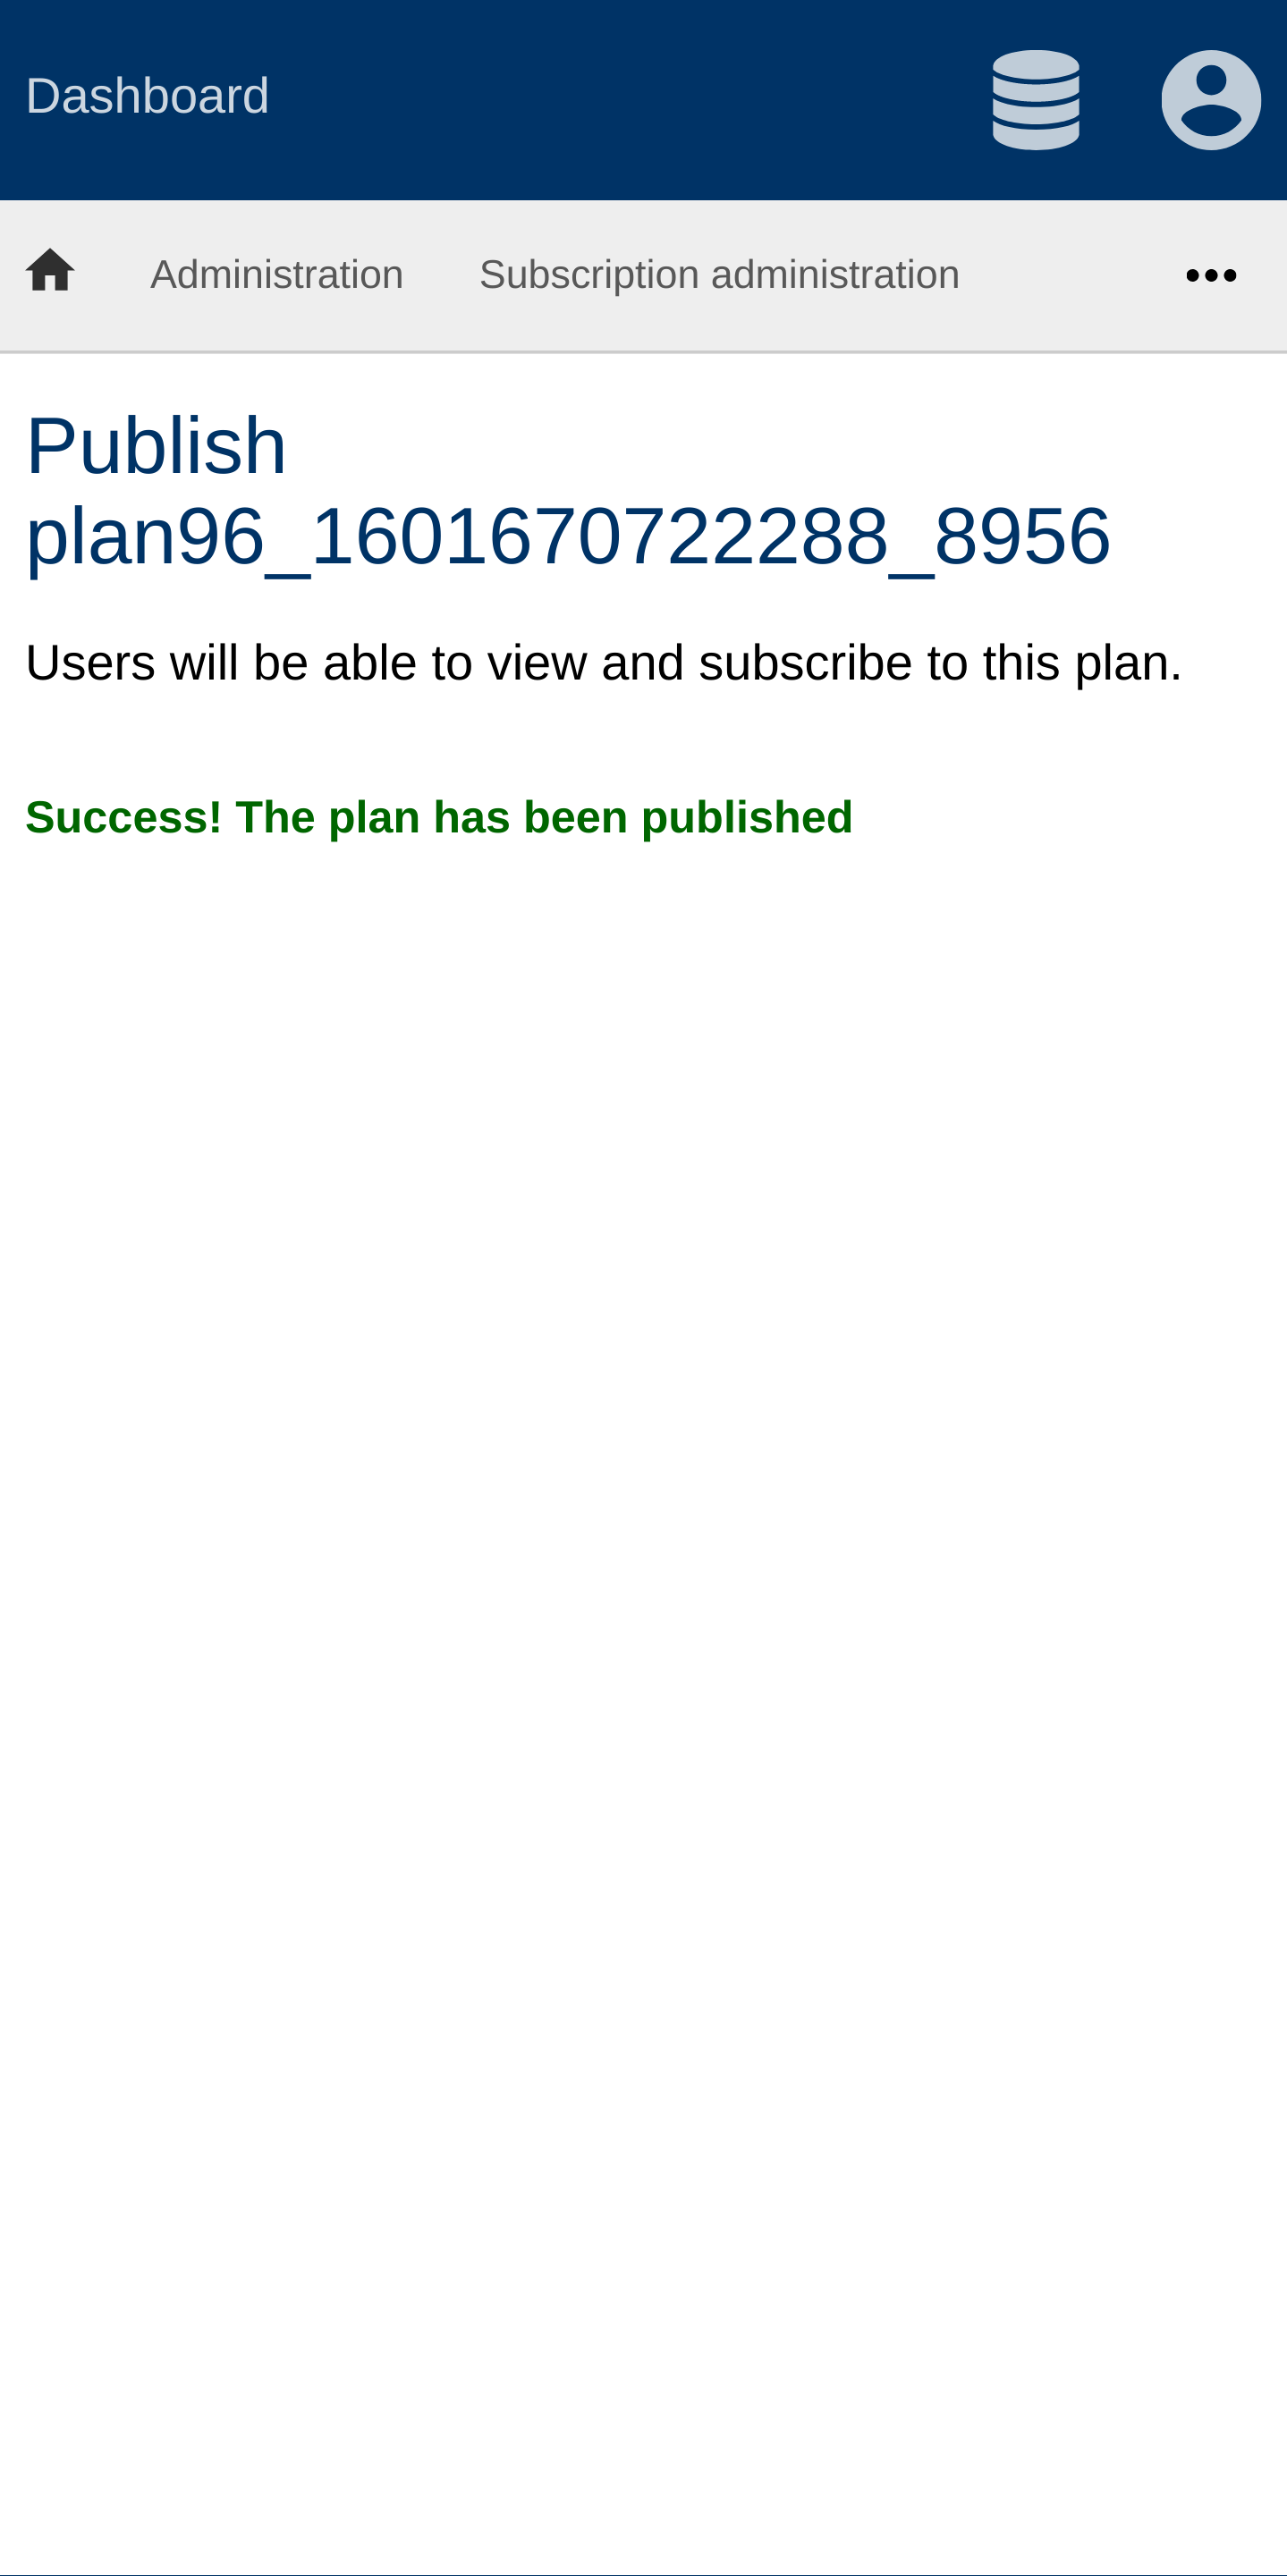 Dashboard
Administration Subscription administration
Publish
plan96_1601670722288_8956
Users will be able to view and subscribe to this plan.
Success! The plan has been published